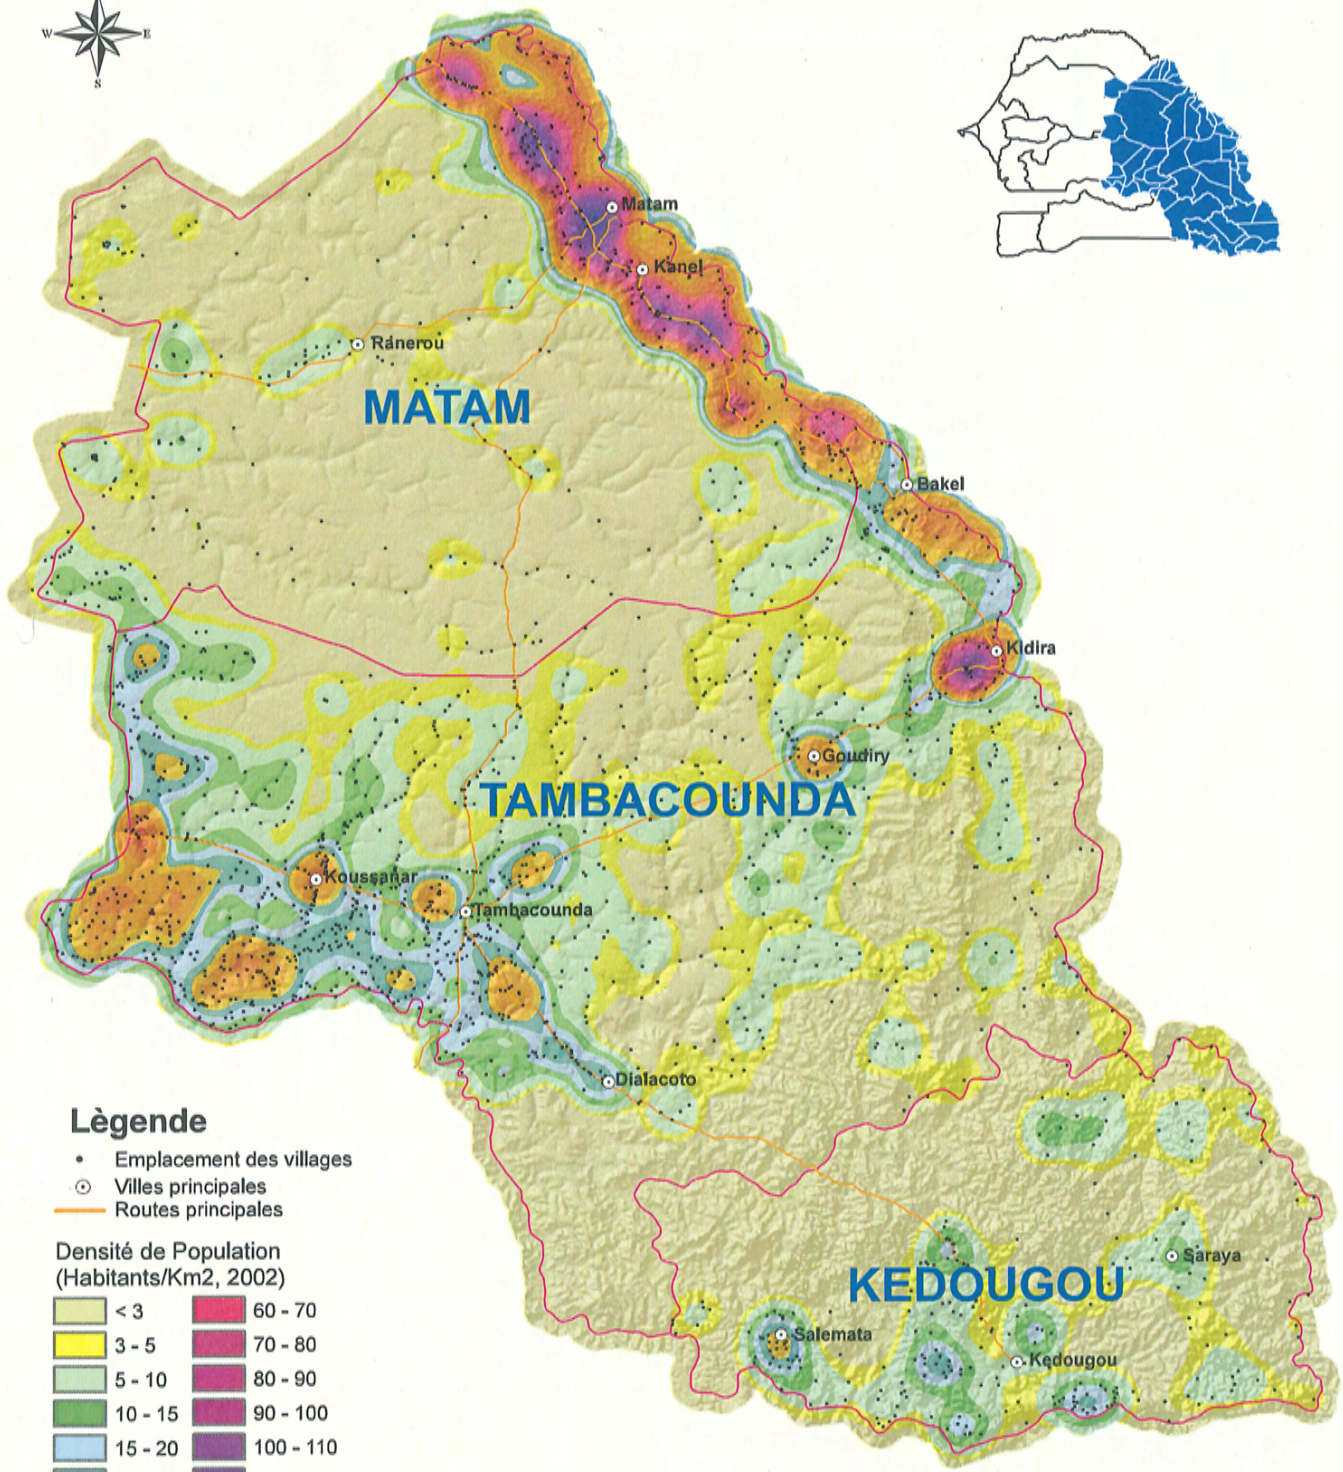 W E
S
Matam
Kanel
Ranerou
MATAM
Bakel
Kidira
Goudiry
TAMBACOUNDA
Koussanar
Tambacounda
Dialacoto
Saraya
KEDOUGOU
Salemata
Kedougou
Lègende
Emplacement des villages
Villes principales
Routes principales
Densité de Population
(Habitants/Km2, 2002)
< 3 60 - 70
3 - 5 70 - 80
5 - 10 80 - 90
10 - 15 90 - 100
15 - 20 100 - 110